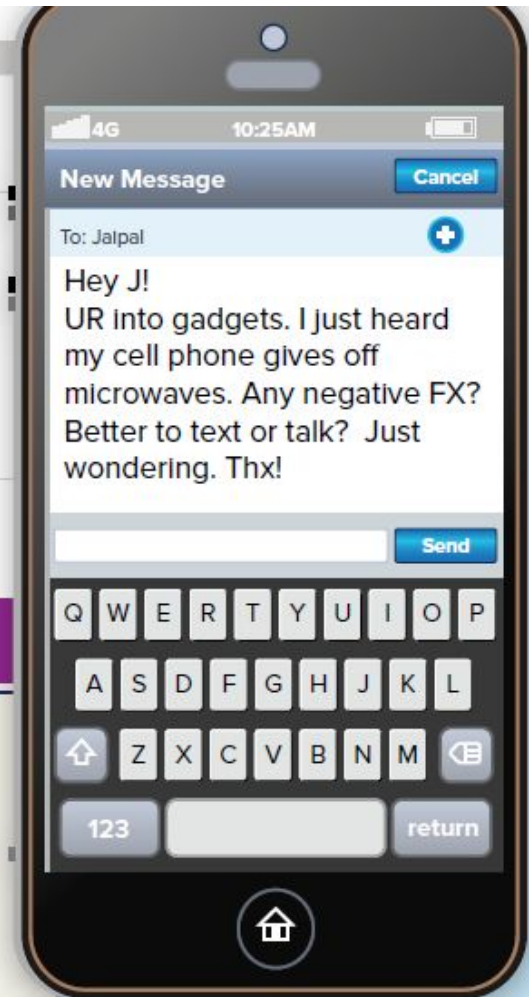 4G 10:25AM
New Message Cancel
To: Jaipal
Hey J!
UR into gadgets. I just heard
my cell phone gives off
microwaves. Any negative FX?
Better to text or talk? Just
wondering. Thx!
Send
Q W E R T Y U I O P
A S D F G H J K L
Z X C V B N M
123 return